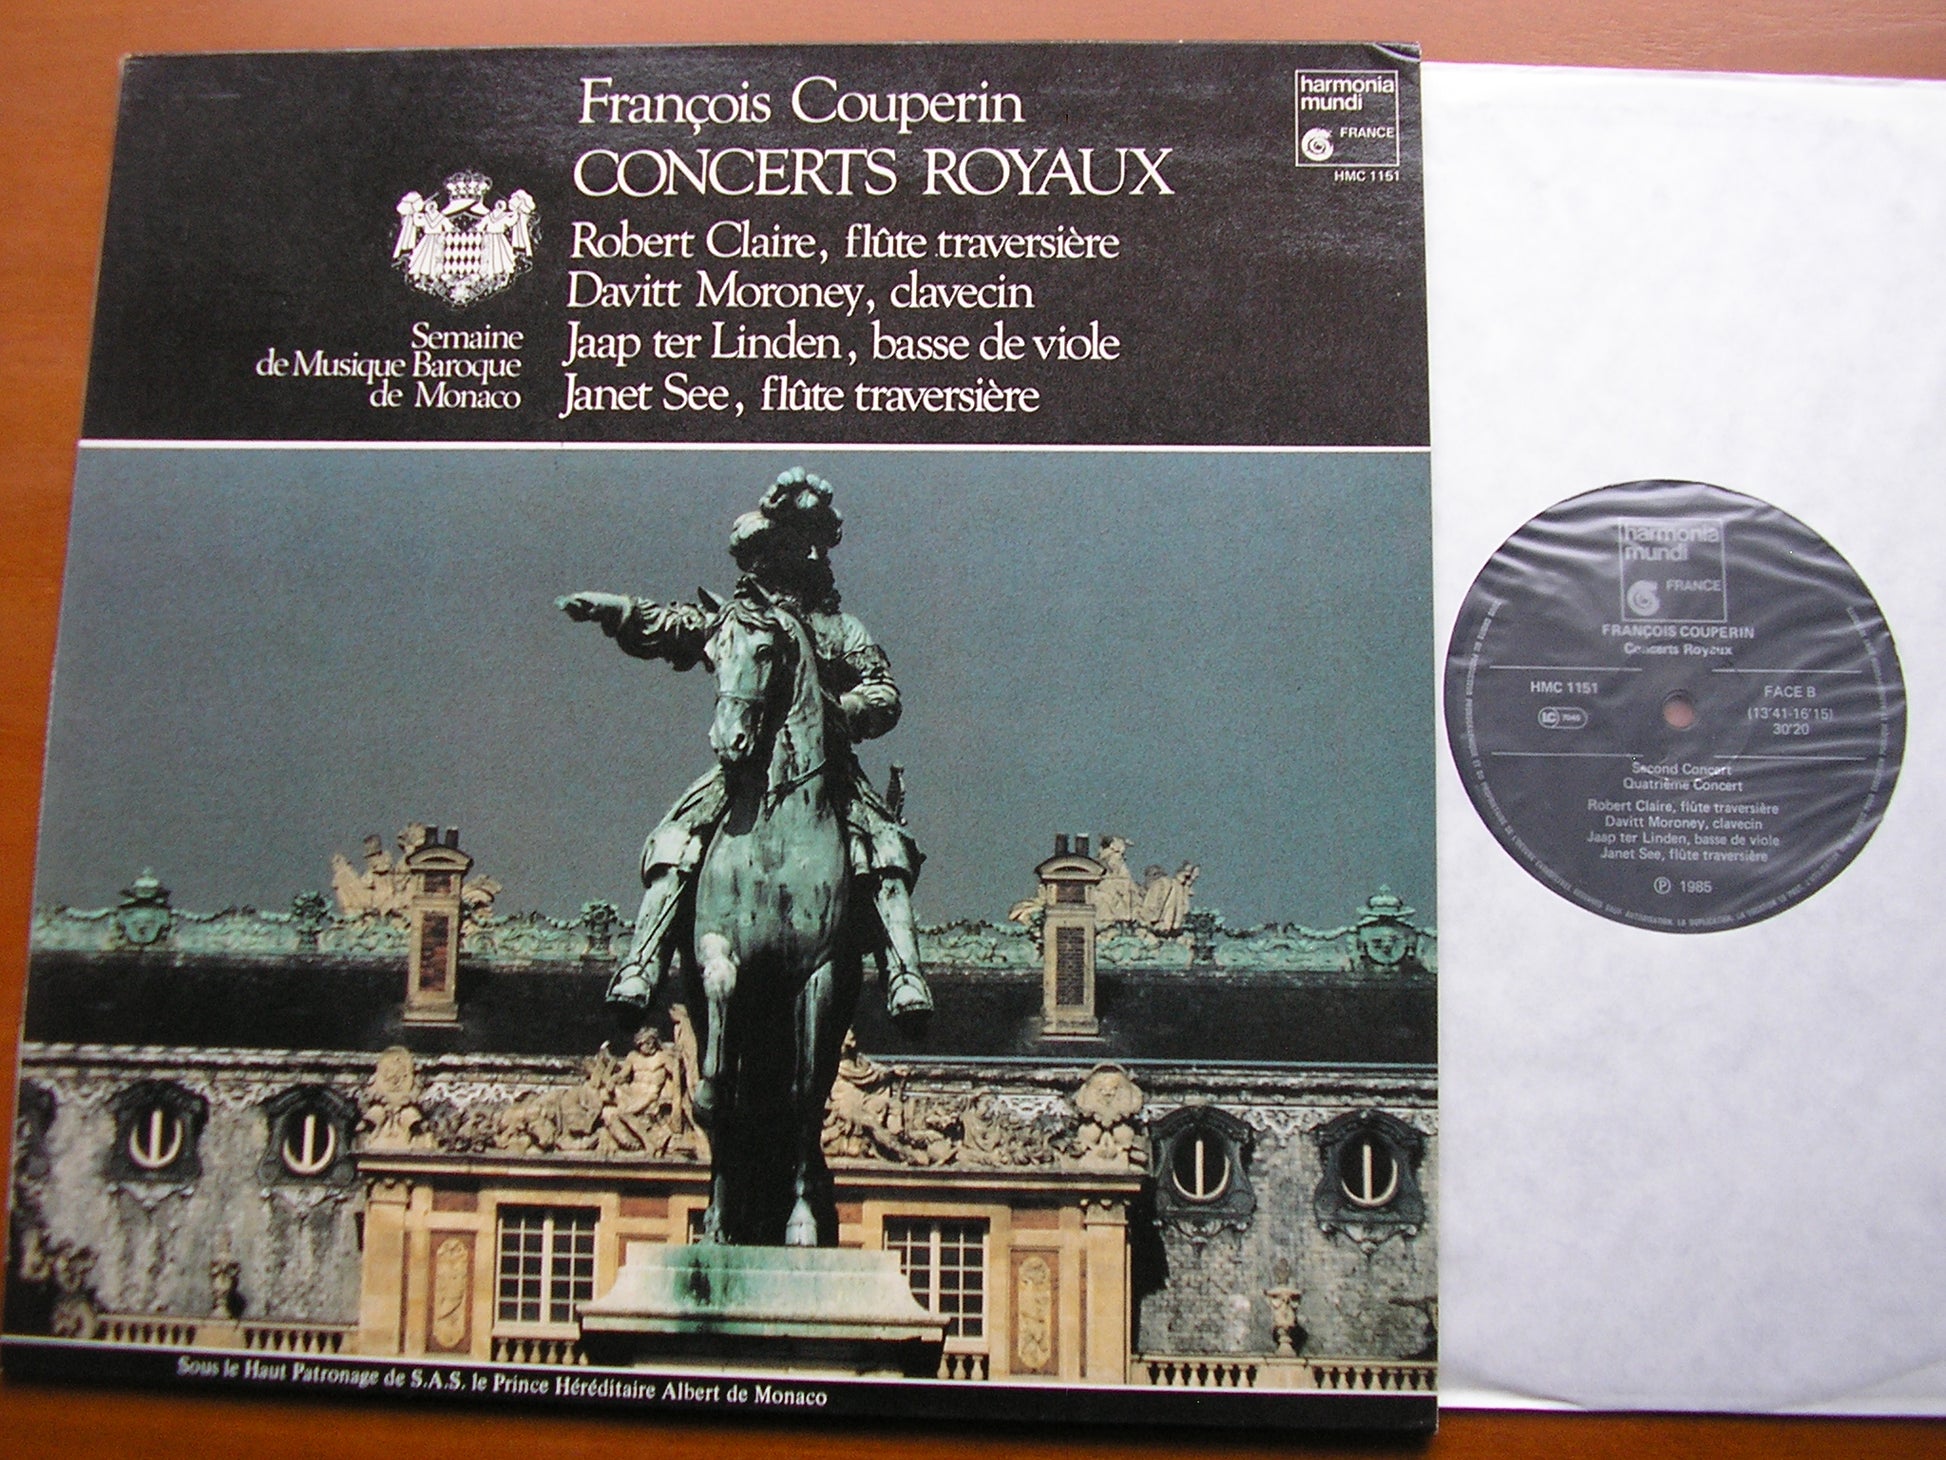 François Couperin
CONCERTS ROYAUX
Robert Claire, flûte traversière
Davitt Moroney, clavecin
Jaap ter Linden, basse de viole
Janet See, flûte traversière
Semaine
de Musique Baroque
de Monaco
harmonia
mundi
FRANCE
HMC 1151
Sous le Haut Patronage de S.A.S. le Prince Héréditaire Albert de Monaco
harmonia
mundi
FRANCE
FRANÇOIS COUPERIN
Concerts Royaux
HMC 1151
LC 7045
FACE B
(13'41-16'15)
30'20
Second Concert
Quatrième Concert
Robert Claire, flûte traversière
Davitt Moroney, clavecin
Jaap ter Linden, basse de viole
Janet See, flûte traversière
℗ 1985